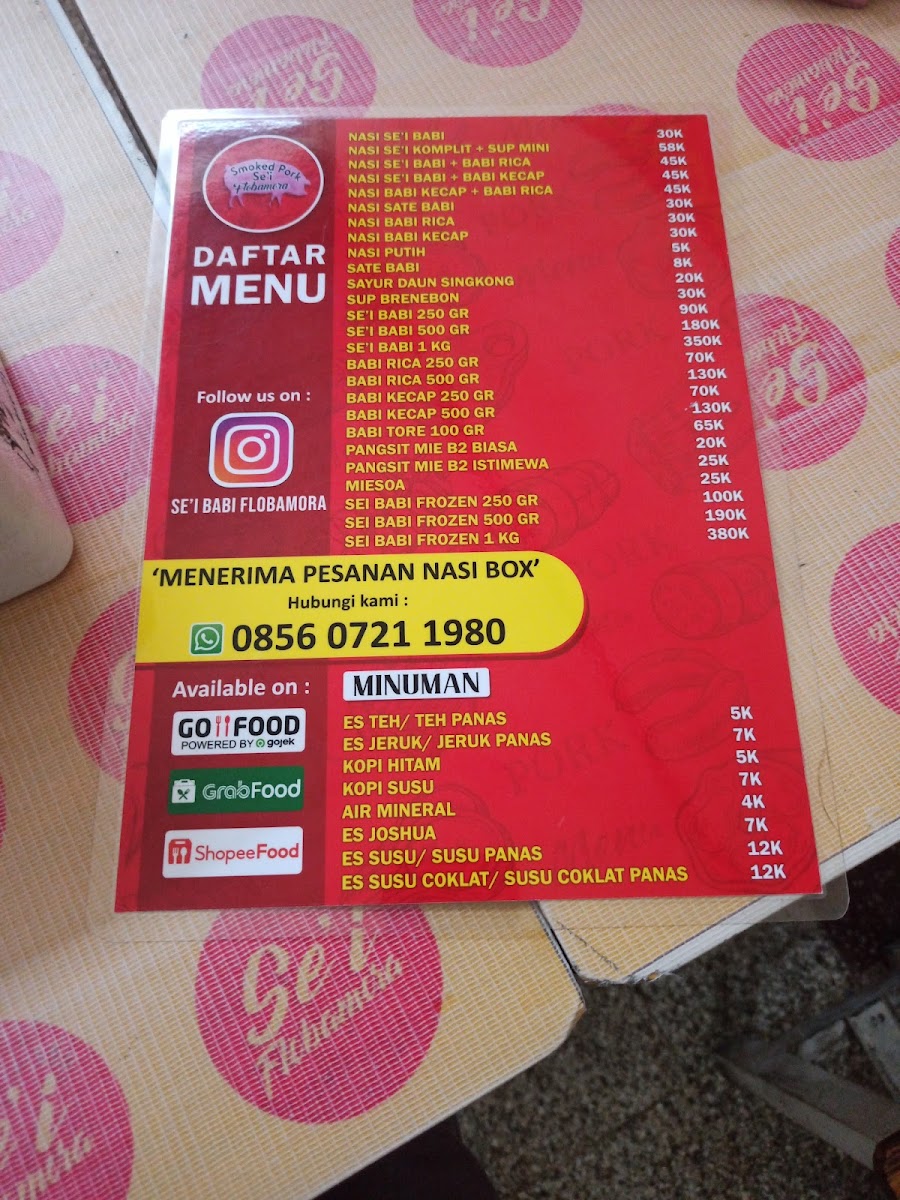 Smoked Pork
Se'i
Flobamora
DAFTAR
MENU
NASI SE'I BABI 30K
NASI SE'I KOMPLIT + SUP MINI 58K
NASI SE'I BABI + BABI RICA 45K
NASI SE'I BABI + BABI KECAP 45K
NASI BABI KECAP + BABI RICA 45K
NASI SATE BABI 30K
NASI BABI RICA 30K
NASI BABI KECAP 30K
NASI PUTIH 5K
SATE BABI 8K
SAYUR DAUN SINGKONG 20K
SUP BRENEBON 30K
SE'I BABI 250 GR 90K
SE'I BABI 500 GR 180K
SE'I BABI 1 KG 350K
BABI RICA 250 GR 70K
BABI RICA 500 GR 130K
BABI KECAP 250 GR 70K
BABI KECAP 500 GR 130K
BABI TORE 100 GR 65K
PANGSIT MIE B2 BIASA 20K
PANGSIT MIE B2 ISTIMEWA 25K
MIESOA 25K
SEI BABI FROZEN 250 GR 100K
SEI BABI FROZEN 500 GR 190K
SEI BABI FROZEN 1 KG 380K
Follow us on :
SE'I BABI FLOBAMORA
'MENERIMA PESANAN NASI BOX'
Hubungi kami :
0856 0721 1980
Available on :
GO FOOD
POWERED BY gojek
GrabFood
ShopeeFood
MINUMAN
ES TEH/ TEH PANAS 5K
ES JERUK/ JERUK PANAS 7K
KOPI HITAM 5K
KOPI SUSU 7K
AIR MINERAL 4K
ES JOSHUA 7K
ES SUSU/ SUSU PANAS 12K
ES SUSU COKLAT/ SUSU COKLAT PANAS 12K
Se'i
Flobamora